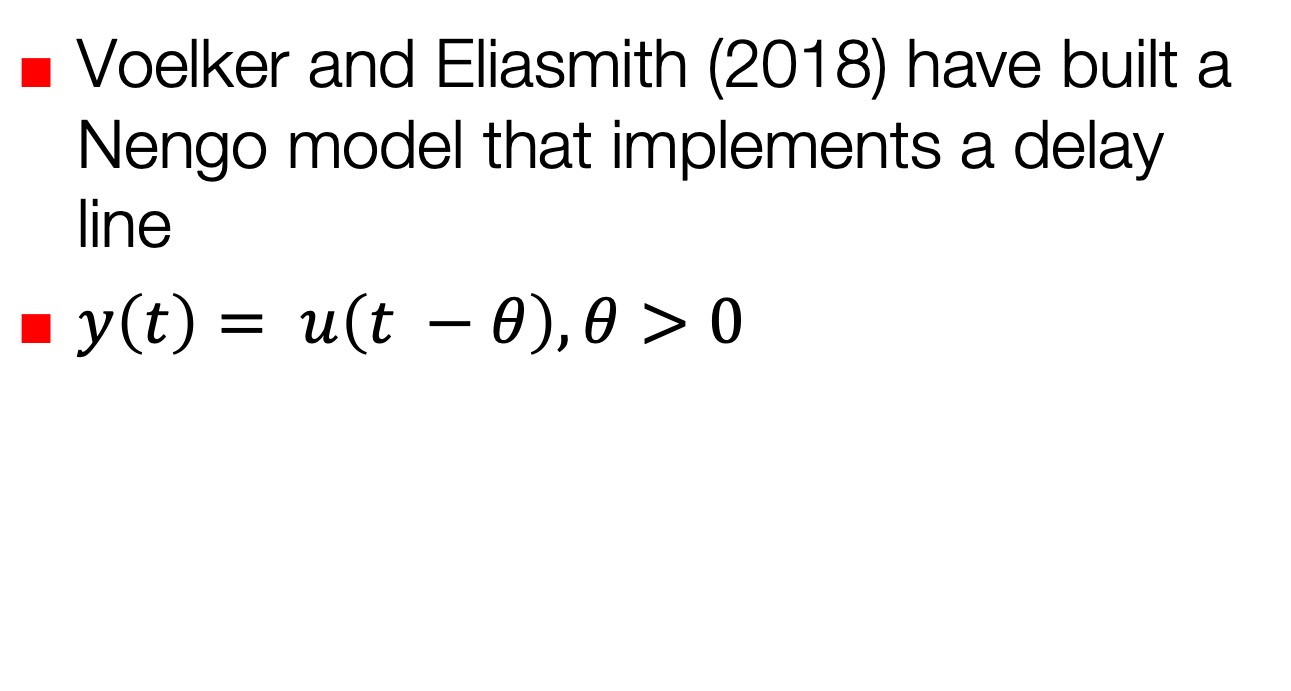 ▪ Voelker and Eliasmith (2018) have built a
Nengo model that implements a delay
line
▪ y(t) = u(t − θ), θ > 0